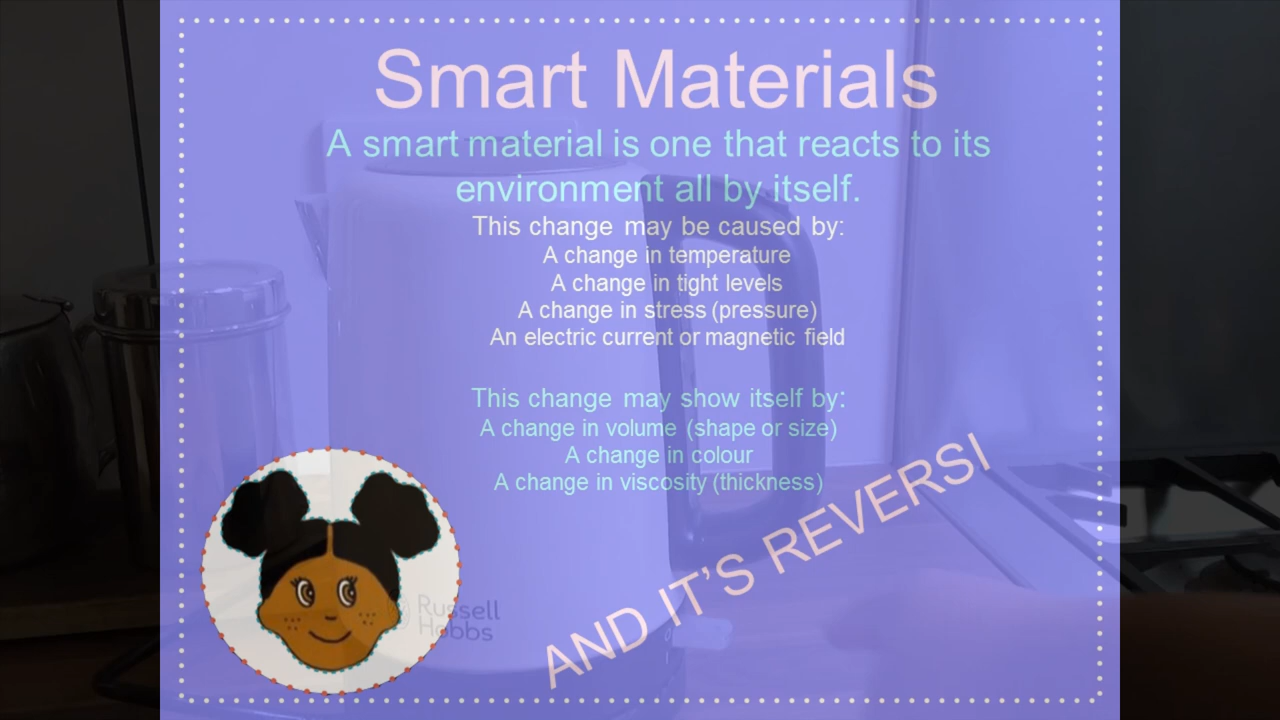 Smart Materials
A smart material is one that reacts to its
environment all by itself.
This change may be caused by:
A change in temperature
A change in tight levels
A change in stress (pressure)
An electric current or magnetic field
This change may show itself by:
A change in volume (shape or size)
A change in colour
A change in viscosity (thickness)
AND IT’S REVERSI
Russell
Hobbs